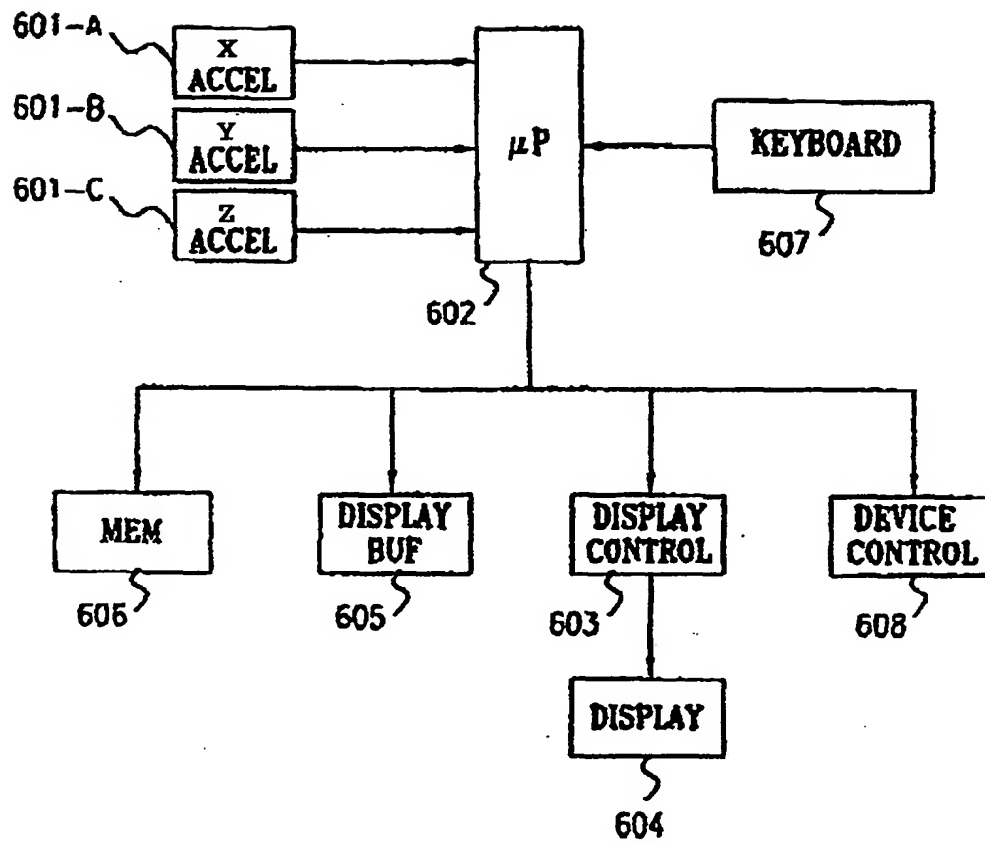 601-A
X
ACCEL
601-B
Y
ACCEL
601-C
Z
ACCEL
μP
602
KEYBOARD
607
MEM
606
DISPLAY
BUF
605
DISPLAY
CONTROL
603
DEVICE
CONTROL
608
DISPLAY
604